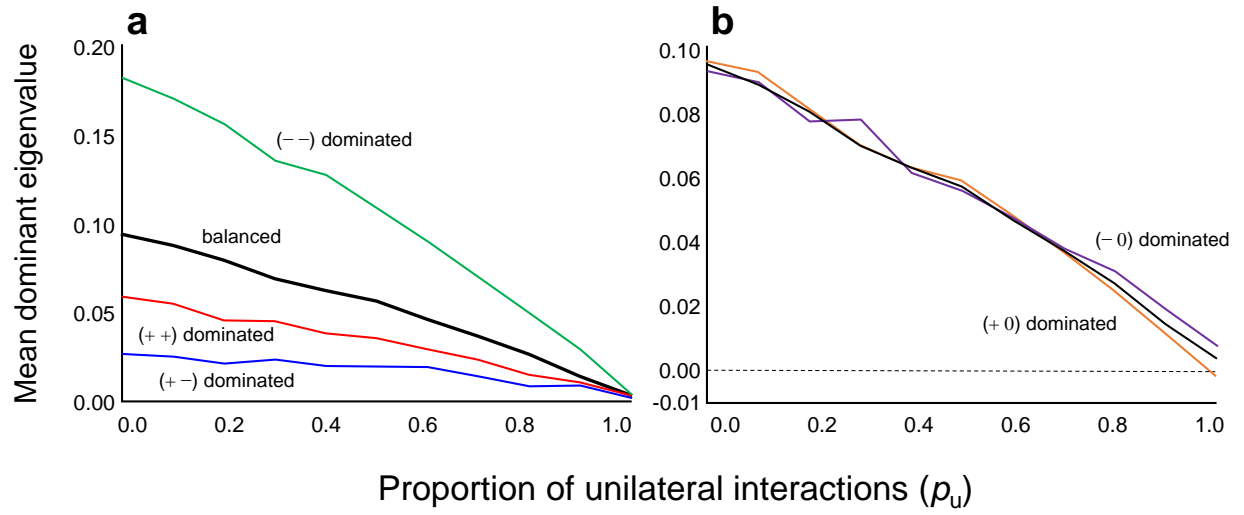 a
b
Mean dominant eigenvalue
0.20
0.15
0.10
0.05
0.00
(− −) dominated
balanced
(+ +) dominated
(+ −) dominated
0.0 0.2 0.4 0.6 0.8 1.0
0.10
0.08
0.06
0.04
0.02
0.00
-0.01
(− 0) dominated
(+ 0) dominated
0.0 0.2 0.4 0.6 0.8 1.0
Proportion of unilateral interactions (pu)